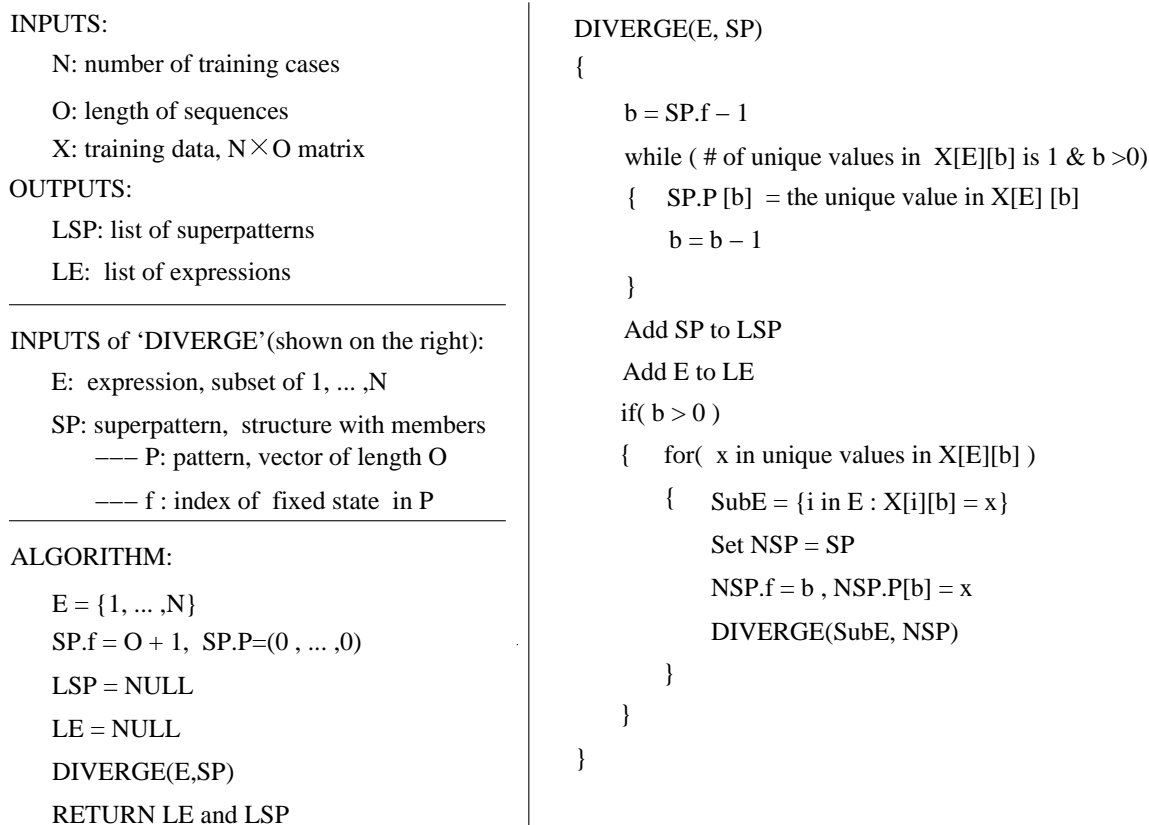 INPUTS:
N: number of training cases
O: length of sequences
X: training data, N×O matrix
OUTPUTS:
LSP: list of superpatterns
LE: list of expressions
INPUTS of ‘DIVERGE’(shown on the right):
E: expression, subset of 1, ... ,N
SP: superpattern, structure with members
−−− P: pattern, vector of length O
−−− f : index of fixed state in P
ALGORITHM:
E = {1, ... ,N}
SP.f = O + 1, SP.P=(0 , ... ,0)
LSP = NULL
LE = NULL
DIVERGE(E,SP)
RETURN LE and LSP
DIVERGE(E, SP)
{
b = SP.f − 1
while ( # of unique values in X[E][b] is 1 & b >0)
{ SP.P [b] = the unique value in X[E] [b]
b = b − 1
}
Add SP to LSP
Add E to LE
if( b > 0 )
{ for( x in unique values in X[E][b] )
{ SubE = {i in E : X[i][b] = x}
Set NSP = SP
NSP.f = b , NSP.P[b] = x
DIVERGE(SubE, NSP)
}
}
}